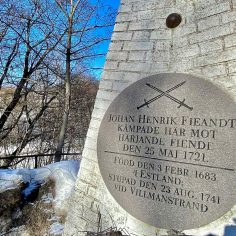 JOHAN HENRIK FIEANDT
KÄMPADE HÄR MOT
HÄRJANDE FIENDE
DEN 25 MAJ 1721.
FÖDD DEN 3 FEBR 1683
I ESTLAND.
STUPAD DEN 23 AUG. 1741
VID VILLMANSTRAND